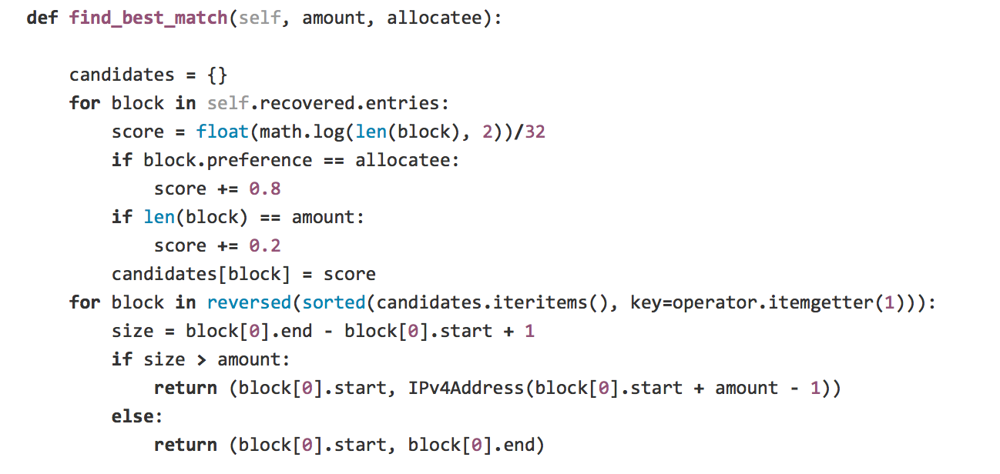 def find_best_match(self, amount, allocatee):

    candidates = {}
    for block in self.recovered.entries:
        score = float(math.log(len(block), 2))/32
        if block.preference == allocatee:
            score += 0.8
        if len(block) == amount:
            score += 0.2
        candidates[block] = score
    for block in reversed(sorted(candidates.iteritems(), key=operator.itemgetter(1))):
        size = block[0].end - block[0].start + 1
        if size > amount:
            return (block[0].start, IPv4Address(block[0].start + amount - 1))
        else:
            return (block[0].start, block[0].end)